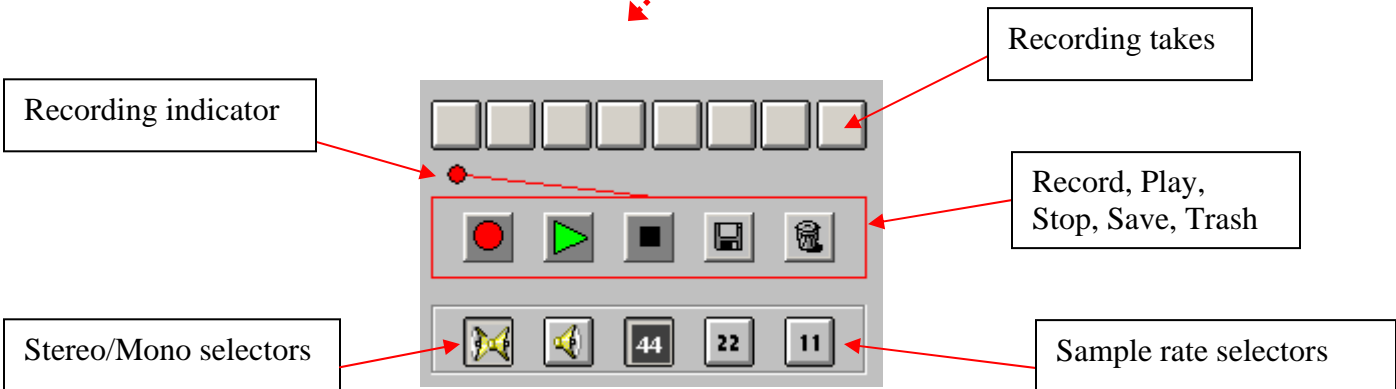 Recording takes
Recording indicator
Record, Play,
Stop, Save, Trash
44 22 11
Stereo/Mono selectors
Sample rate selectors